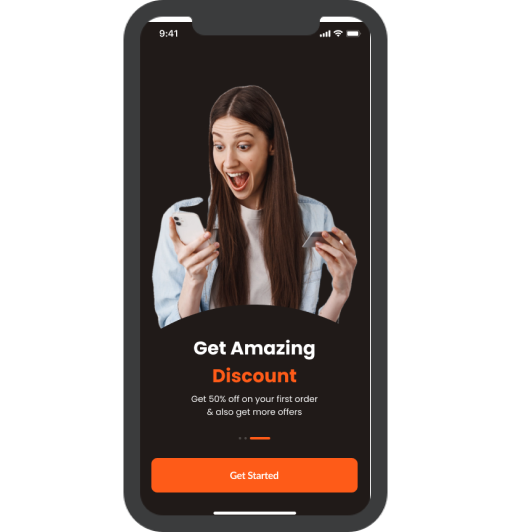 9:41
Get Amazing
Discount
Get 50% off on your first order
& also get more offers
Get Started